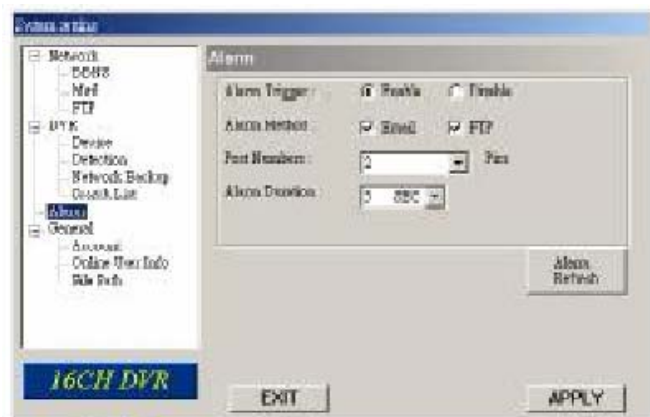 System setting
Network
DDNS
Mail
FTP
DVR
Device
Detection
Network Backup
Search List
Alarm
General
Account
Online User Info
File Path
16CH DVR
Alarm
Alarm Trigger : Enable Disable
Alarm Method : Email FTP
Post Numbers : 2 Pics
Alarm Duration : 5 SEC
Alarm Refresh
EXIT
APPLY